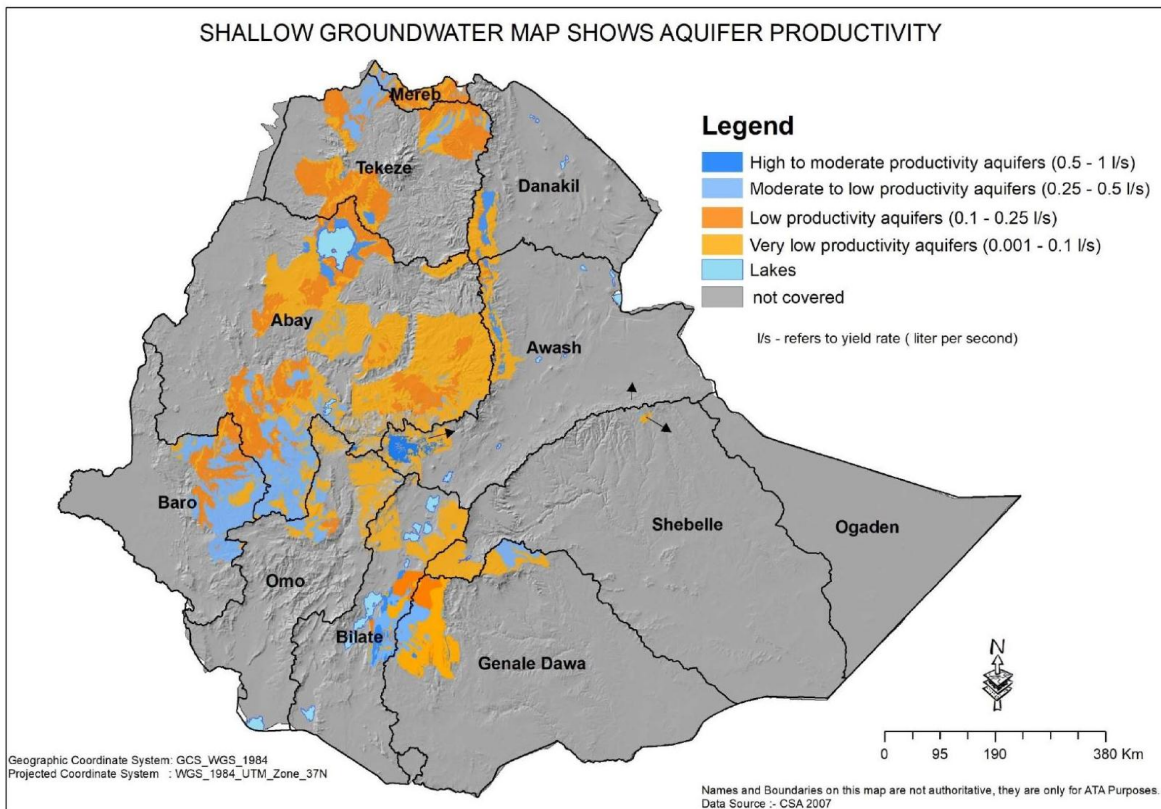 SHALLOW GROUNDWATER MAP SHOWS AQUIFER PRODUCTIVITY
Mereb
Tekeze
Danakil
Abay
Awash
Baro
Shebelle
Ogaden
Omo
Bilate
Genale Dawa
Legend
High to moderate productivity aquifers (0.5 - 1 l/s)
Moderate to low productivity aquifers (0.25 - 0.5 l/s)
Low productivity aquifers (0.1 - 0.25 l/s)
Very low productivity aquifers (0.001 - 0.1 l/s)
Lakes
not covered
l/s - refers to yield rate ( liter per second)
N
0 95 190 380 Km
Geographic Coordinate System: GCS_WGS_1984
Projected Coordinate System : WGS_1984_UTM_Zone_37N
Names and Boundaries on this map are not authoritative, they are only for ATA Purposes.
Data Source :- CSA 2007